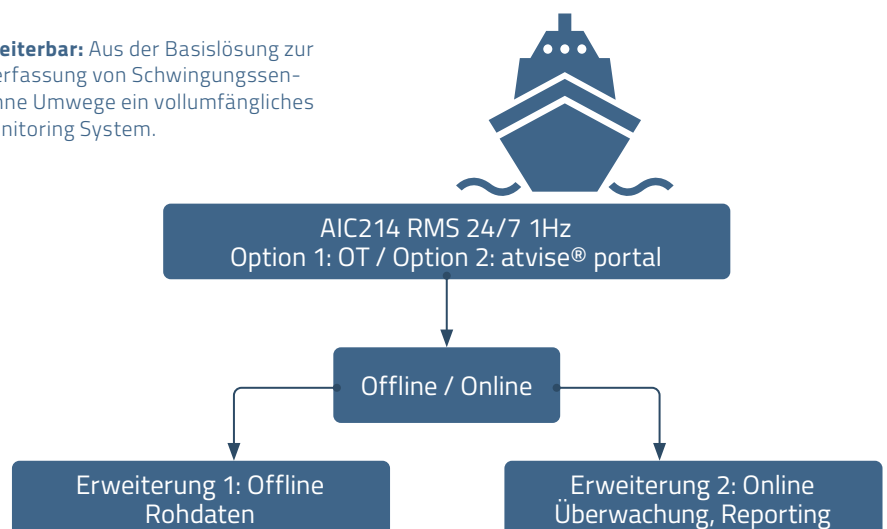 eiterbar: Aus der Basislösung zur
erfassung von Schwingungssen-
hne Umwege ein vollumfängliches
nitoring System.
AIC214 RMS 24/7 1Hz
Option 1: OT / Option 2: atvise® portal
Offline / Online
Erweiterung 1: Offline
Rohdaten
Erweiterung 2: Online
Überwachung, Reporting